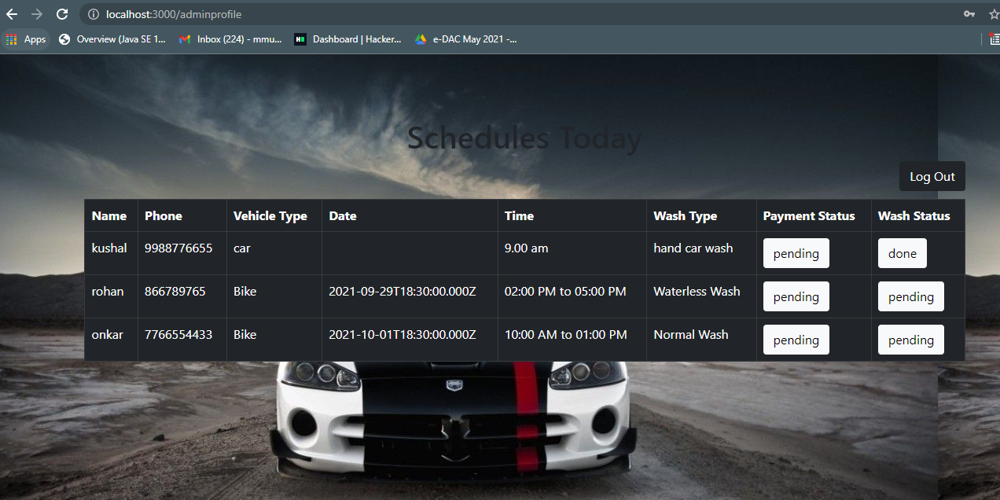 localhost:3000/adminprofile
Apps Overview (Java SE 1... Inbox (224) - mmu... Dashboard | Hacker... e-DAC May 2021 -...
Schedules Today
Log Out
Name Phone Vehicle Type Date Time Wash Type Payment Status Wash Status
kushal 9988776655 car 9.00 am hand car wash pending done
rohan 866789765 Bike 2021-09-29T18:30:00.000Z 02:00 PM to 05:00 PM Waterless Wash pending pending
onkar 7766554433 Bike 2021-10-01T18:30:00.000Z 10:00 AM to 01:00 PM Normal Wash pending pending